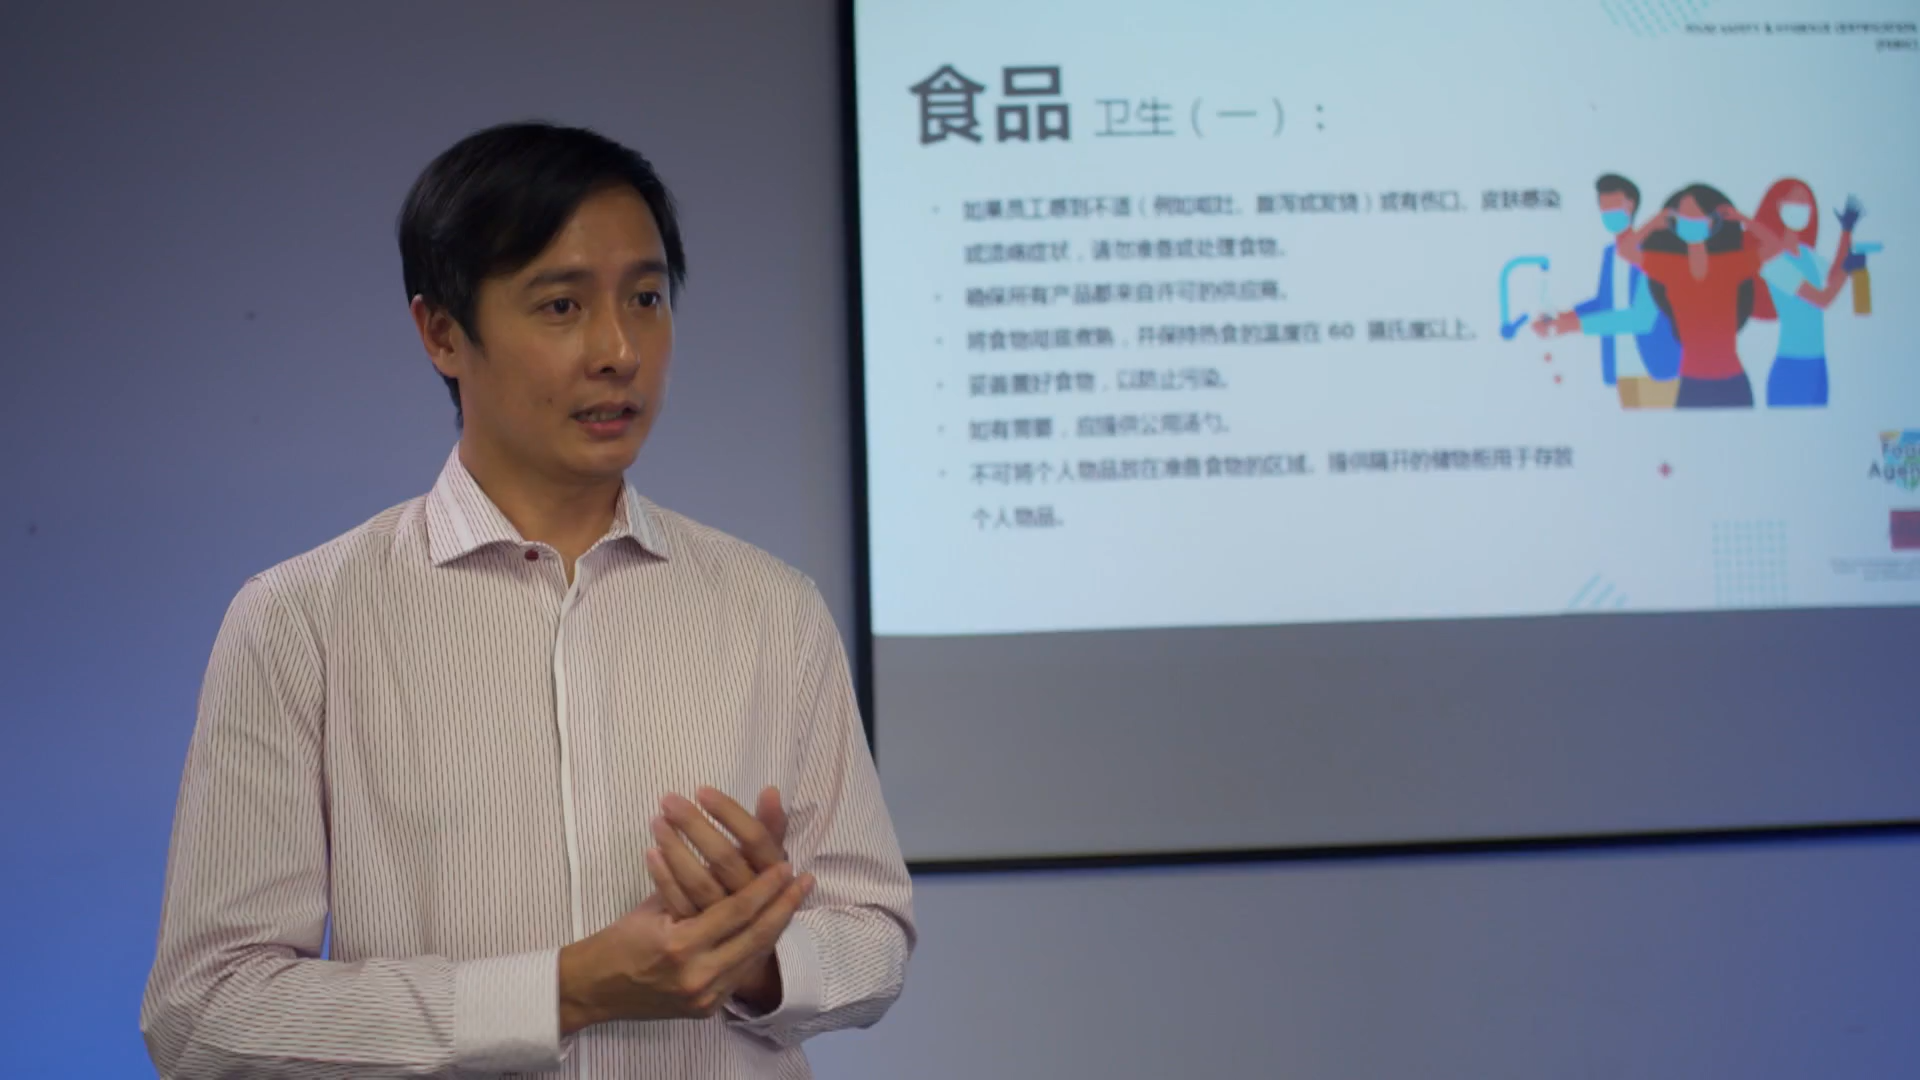 FOOD SAFETY & HYGIENE CERTIFICATION
食品 卫生（一）：
如果员工感到不适（例如呕吐、腹泻或发烧）或有伤口、皮肤感染
或流感症状，请勿准备或处理食物。
确保所有产品都来自许可的供应商。
将食物彻底煮熟，并保持热食的温度在 60 摄氏度以上。
妥善置好食物，以防止污染。
如有需要，应提供公用汤勺。
不可将个人物品放在准备食物的区域。提供隔开的储物柜用于存放
个人物品。